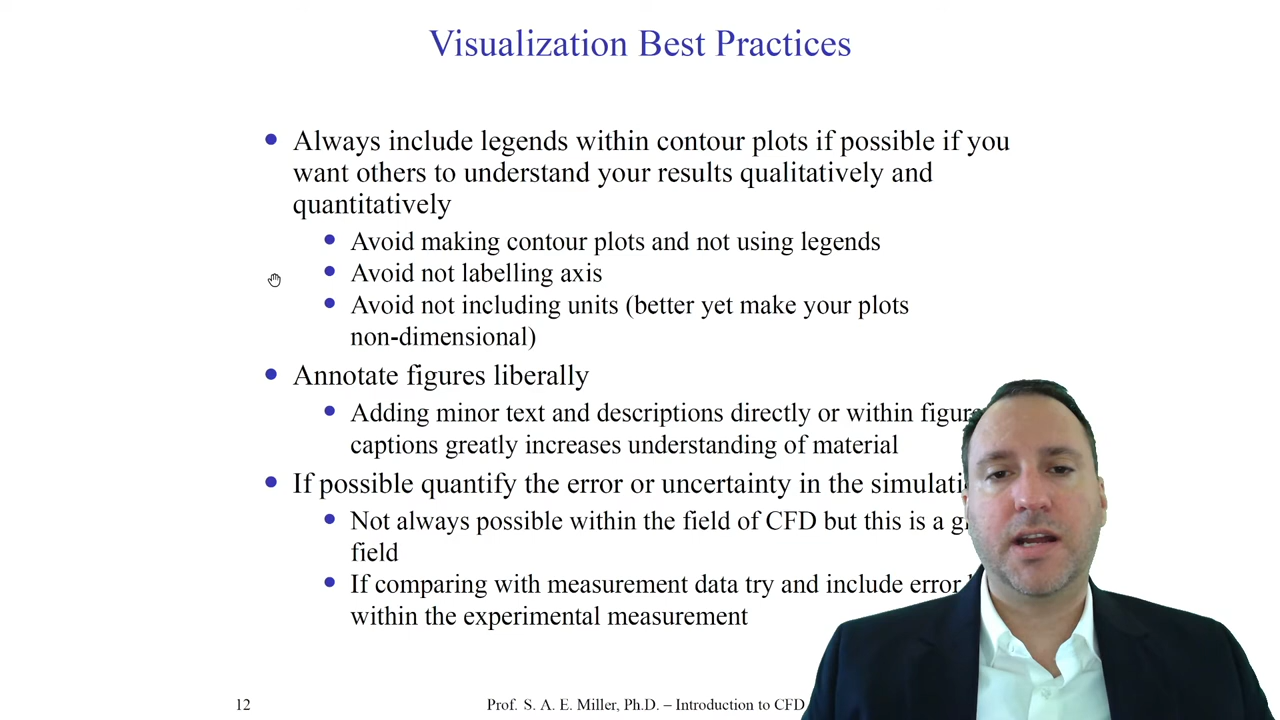 Visualization Best Practices
• Always include legends within contour plots if possible if you
want others to understand your results qualitatively and
quantitatively
• Avoid making contour plots and not using legends
• Avoid not labelling axis
• Avoid not including units (better yet make your plots
non-dimensional)
• Annotate figures liberally
• Adding minor text and descriptions directly or within
captions greatly increases understanding of material
• If possible quantify the error or uncertainty in the
• Not always possible within the field of CFD but this is a
field
• If comparing with measurement data try and include error
within the experimental measurement
12
Prof. S. A. E. Miller, Ph.D. – Introduction to CFD